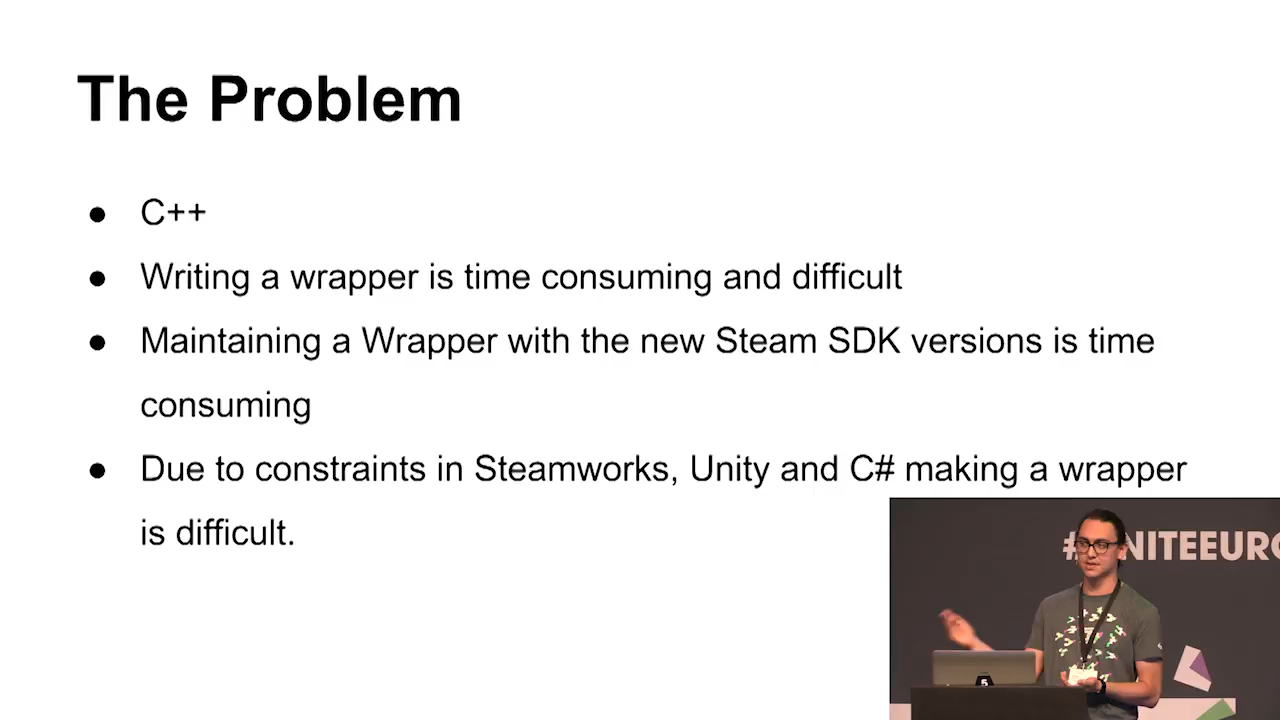 The Problem
● C++
● Writing a wrapper is time consuming and difficult
● Maintaining a Wrapper with the new Steam SDK versions is time
consuming
● Due to constraints in Steamworks, Unity and C# making a wrapper
is difficult.
#UNITEEURO
5